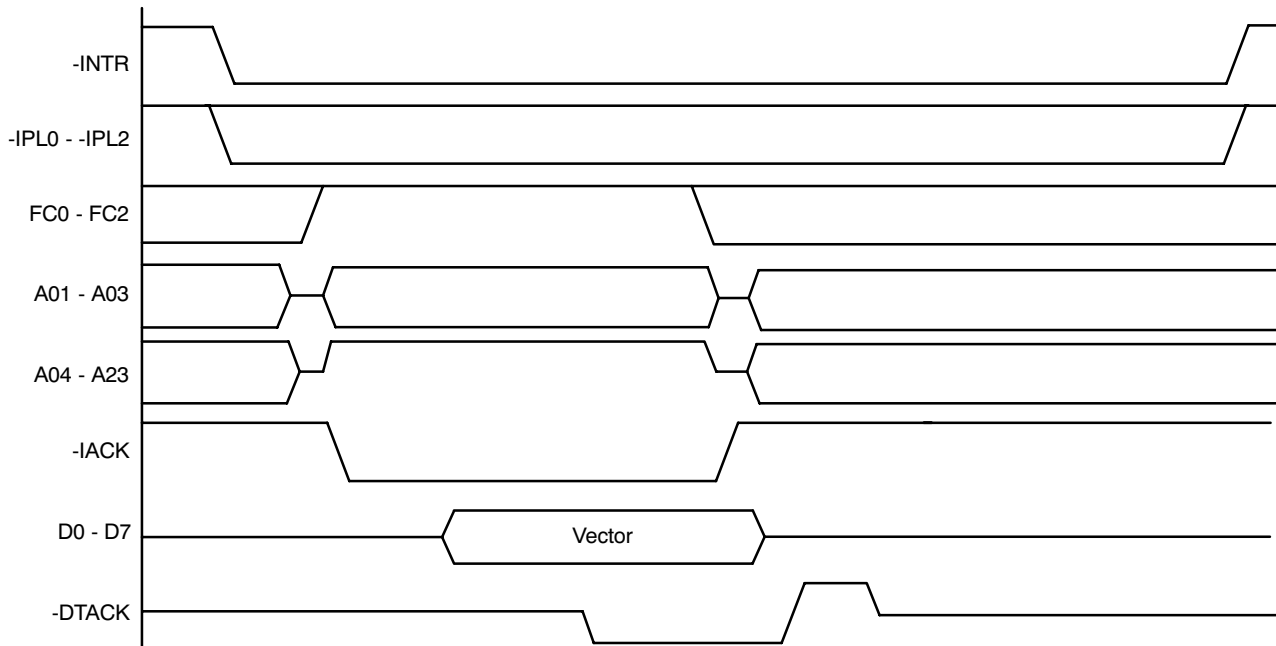 -INTR
-IPL0 - -IPL2
FC0 - FC2
A01 - A03
A04 - A23
-IACK
D0 - D7
Vector
-DTACK